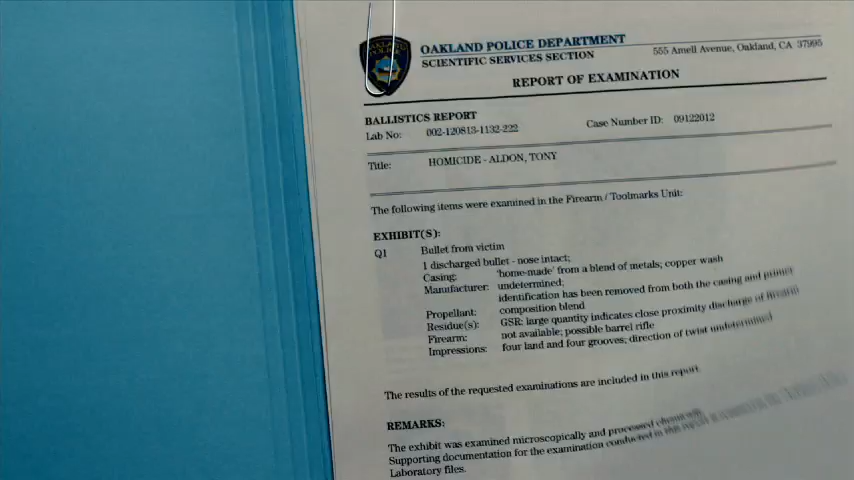 OAKLAND POLICE
OAKLAND POLICE DEPARTMENT
SCIENTIFIC SERVICES SECTION
555 Amell Avenue, Oakland, CA 37995
REPORT OF EXAMINATION
BALLISTICS REPORT
Lab No: 002-120813-1132-222 Case Number ID: 09122012
Title: HOMICIDE - ALDON, TONY
The following items were examined in the Firearm / Toolmarks Unit:
EXHIBIT(S):
Q1 Bullet from victim
1 discharged bullet - nose intact;
Casing: 'home-made' from a blend of metals; copper wash
Manufacturer: undetermined;
identification has been removed from both the casing and primer
Propellant: composition blend
Residue(s): GSR: large quantity indicates close proximity discharge of firearm
Firearm: not available; possible barrel rifle
Impressions: four land and four grooves; direction of twist undetermined
The results of the requested examinations are included in this report
REMARKS:
The exhibit was examined microscopically and processed
Supporting documentation for the examination conducted in this report
Laboratory files.